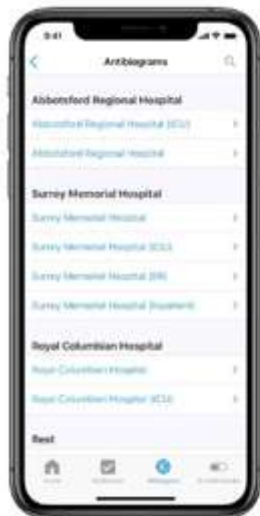 9:41
Antibiograms
Abbotsford Regional Hospital
Abbotsford Regional Hospital (ICU)
Abbotsford Regional Hospital
Surrey Memorial Hospital
Surrey Memorial Hospital
Surrey Memorial Hospital (ICU)
Surrey Memorial Hospital (ER)
Surrey Memorial Hospital (Inpatient)
Royal Columbian Hospital
Royal Columbian Hospital
Royal Columbian Hospital (ICU)
Rest